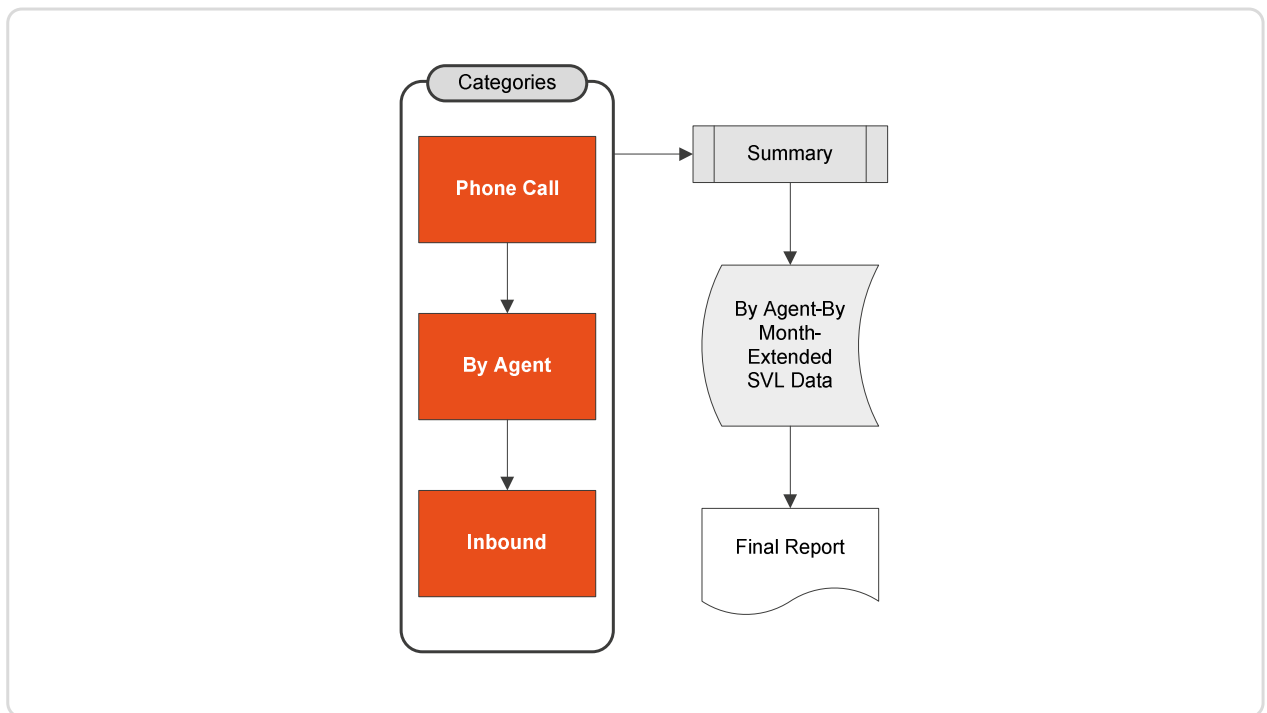 Categories
Phone Call
By Agent
Inbound
Summary
By Agent-By
Month-
Extended
SVL Data
Final Report